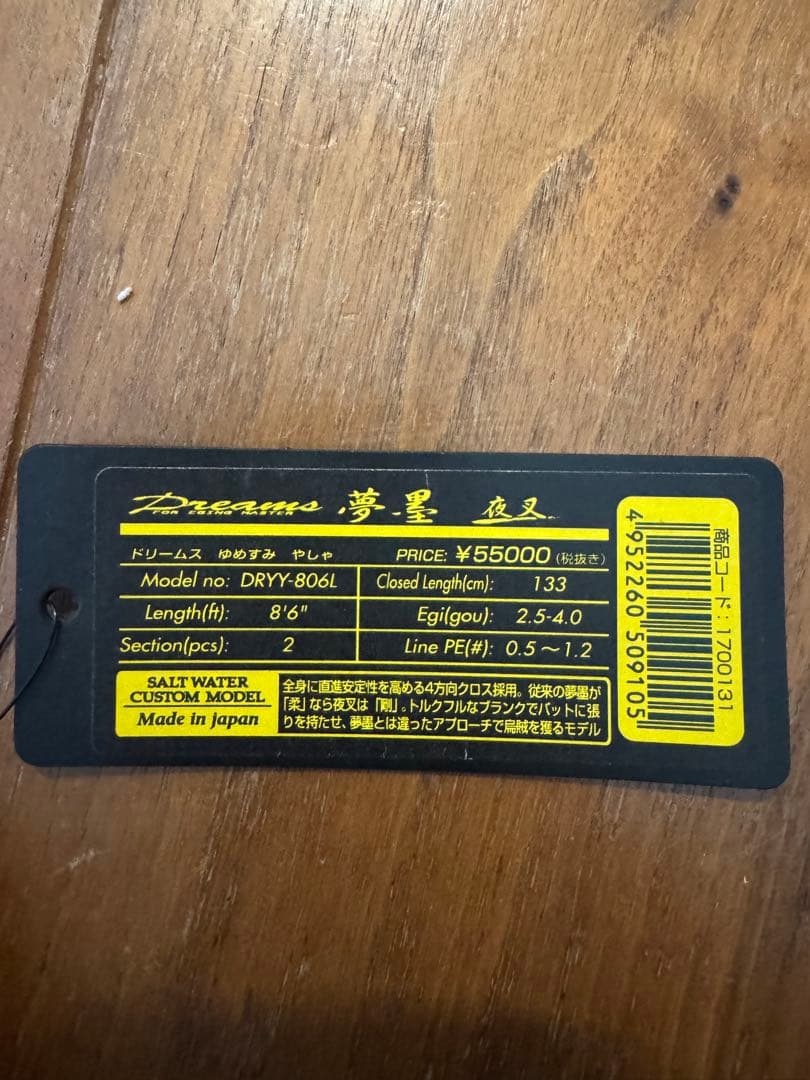 Dreams 夢墨 夜叉
FOR EGING MASTER
ドリームス ゆめすみ やしゃ PRICE: ¥55000 (税抜き)
Model no: DRYY-806L Closed Length(cm): 133
Length(ft): 8'6" Egi(gou): 2.5-4.0
Section(pcs): 2 Line PE(#): 0.5～1.2
SALT WATER
CUSTOM MODEL
Made in japan
全身に直進安定性を高める4方向クロス採用。従来の夢墨が
「柔」なら夜叉は「剛」。トルクフルなブランクでバットに張
りを持たせ、夢墨とは違ったアプローチで烏賊を獲るモデル
商品コード:1700131
4952260 509105